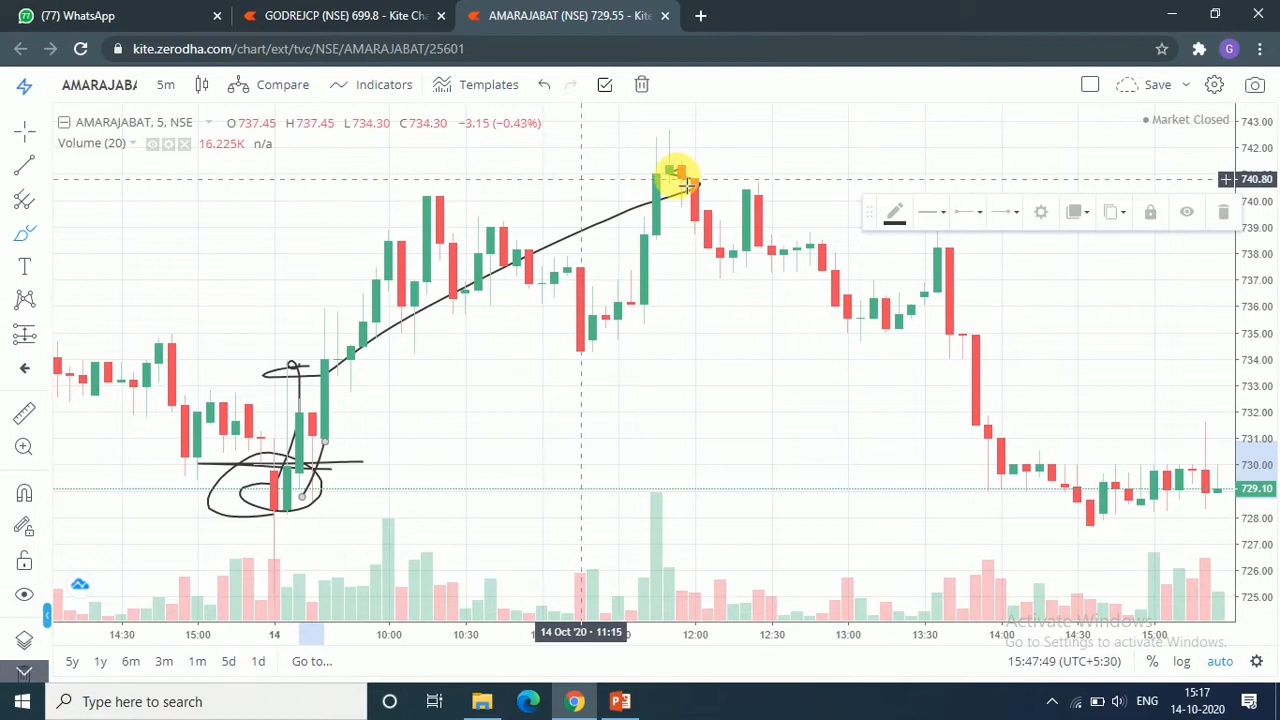 (77) WhatsApp
GODREJCP (NSE) 699.8 - Kite Cha
AMARAJABAT (NSE) 729.55 - Kite
kite.zerodha.com/chart/ext/tvc/NSE/AMARAJABAT/25601
G
AMARAJABA 5m Compare Indicators Templates Save
AMARAJABAT, 5, NSE O737.45 H737.45 L734.30 C734.30 −3.15 (−0.43%)
Volume (20) 16.225K n/a
Market Closed
743.00
742.00
740.80
740.00
739.00
738.00
737.00
736.00
735.00
734.00
733.00
732.00
731.00
730.00
729.10
728.00
727.00
726.00
725.00
14:30 15:00 14 10:00 10:30 14 Oct '20 - 11:15 12:00 12:30 13:00 13:30 14:00 14:30 15:00
Activate Windows
Go to Settings to activate Windows.
5y 1y 6m 3m 1m 5d 1d Go to... 15:47:49 (UTC+5:30) % log auto
Type here to search
ENG
15:17
14-10-2020